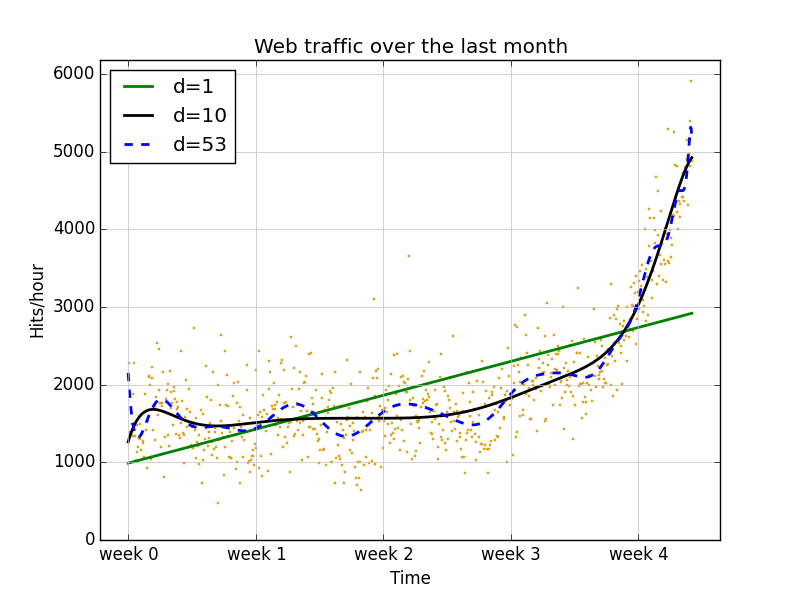 Web traffic over the last month
6000
5000
4000
3000
2000
1000
0
Hits/hour
d=1
d=10
d=53
week 0
week 1
week 2
week 3
week 4
Time